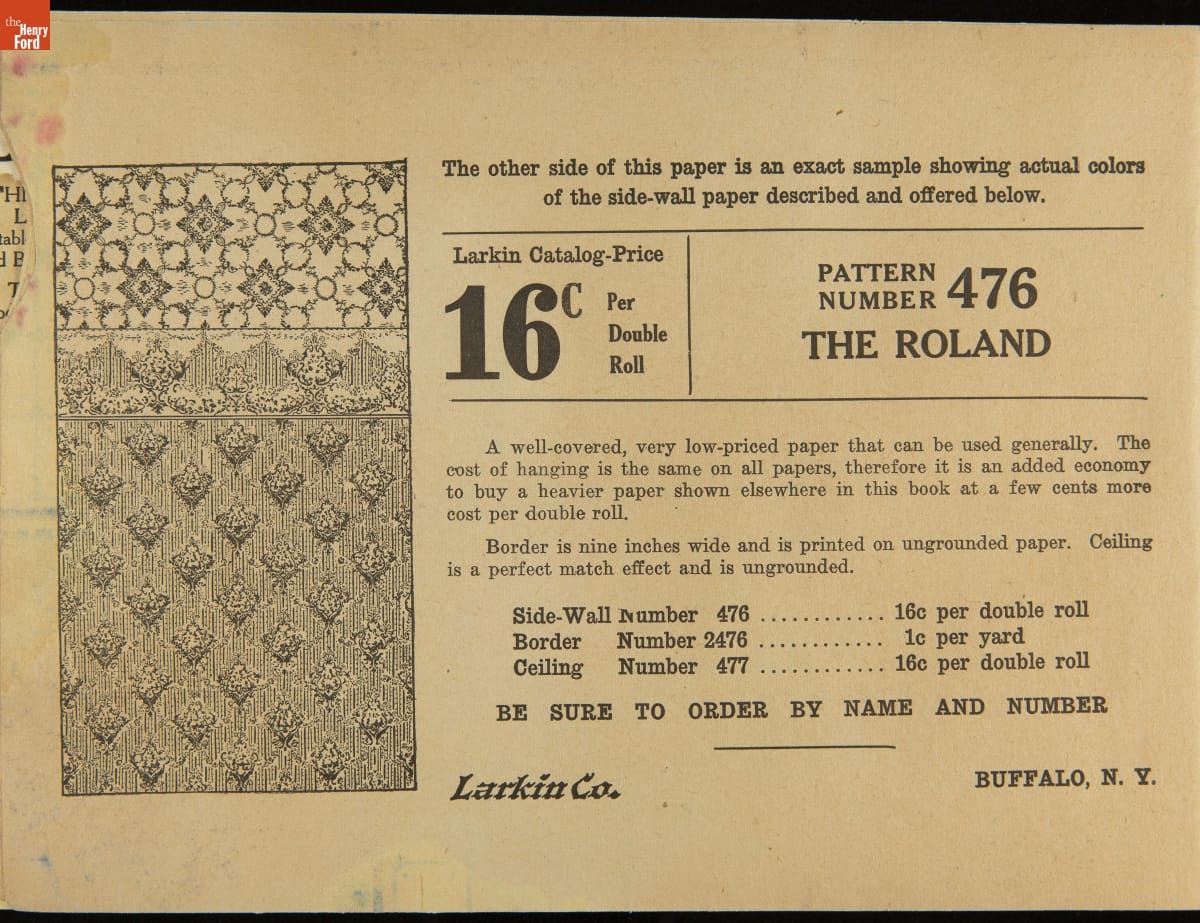 the
Henry
Ford
The other side of this paper is an exact sample showing actual colors
of the side-wall paper described and offered below.
Larkin Catalog-Price
16c Per
Double
Roll
PATTERN
NUMBER 476
THE ROLAND
A well-covered, very low-priced paper that can be used generally. The
cost of hanging is the same on all papers, therefore it is an added economy
to buy a heavier paper shown elsewhere in this book at a few cents more
cost per double roll.
Border is nine inches wide and is printed on ungrounded paper. Ceiling
is a perfect match effect and is ungrounded.
Side-Wall Number 476 ............ 16c per double roll
Border Number 2476 ............ 1c per yard
Ceiling Number 477 ............ 16c per double roll
BE SURE TO ORDER BY NAME AND NUMBER
Larkin Co.
BUFFALO, N. Y.